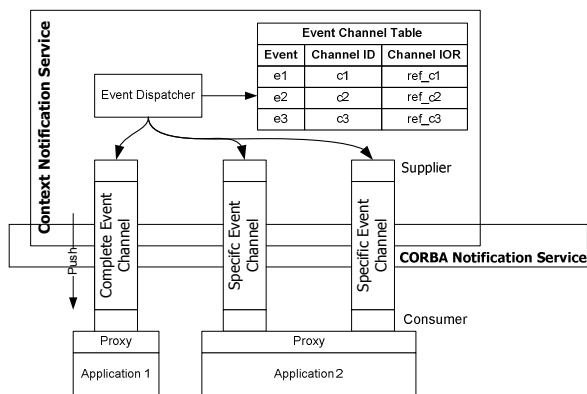 Event Channel Table
Event Channel ID Channel IOR
e1 c1 ref_c1
e2 c2 ref_c2
e3 c3 ref_c3
Context Notification Service
Event Dispatcher
Supplier
Complete Event
Channel
Specifc Event
Channel
Specific Event
Channel
Push
CORBA Notification Service
Consumer
Proxy
Proxy
Application 1
Application 2